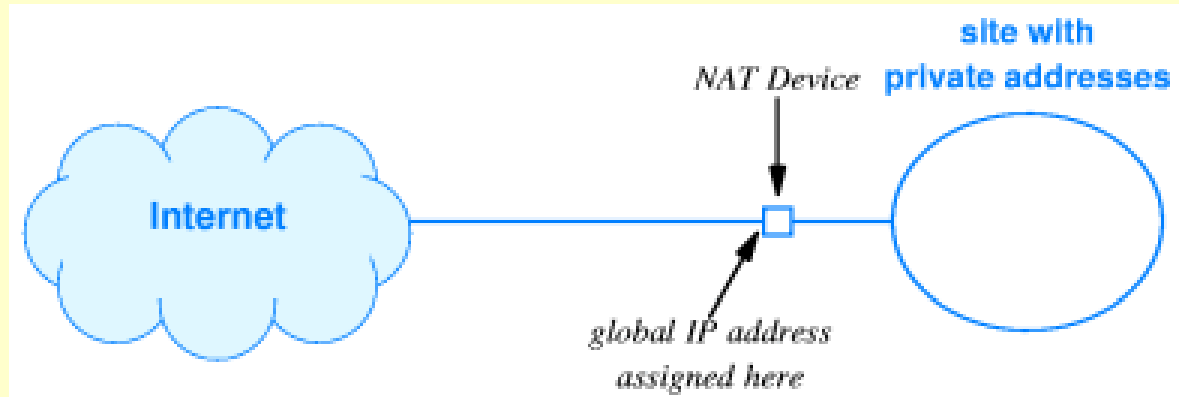 site with
private addresses
NAT Device
Internet
global IP address
assigned here